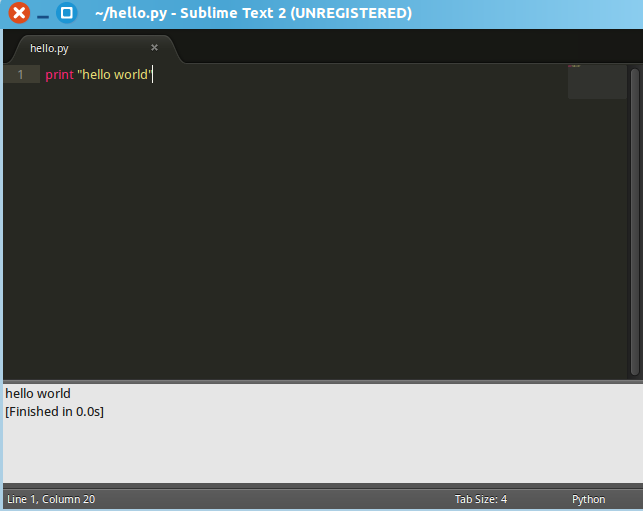 ~/hello.py - Sublime Text 2 (UNREGISTERED)
hello.py ×
1 print "hello world"
hello world
[Finished in 0.0s]
Line 1, Column 20 Tab Size: 4 Python